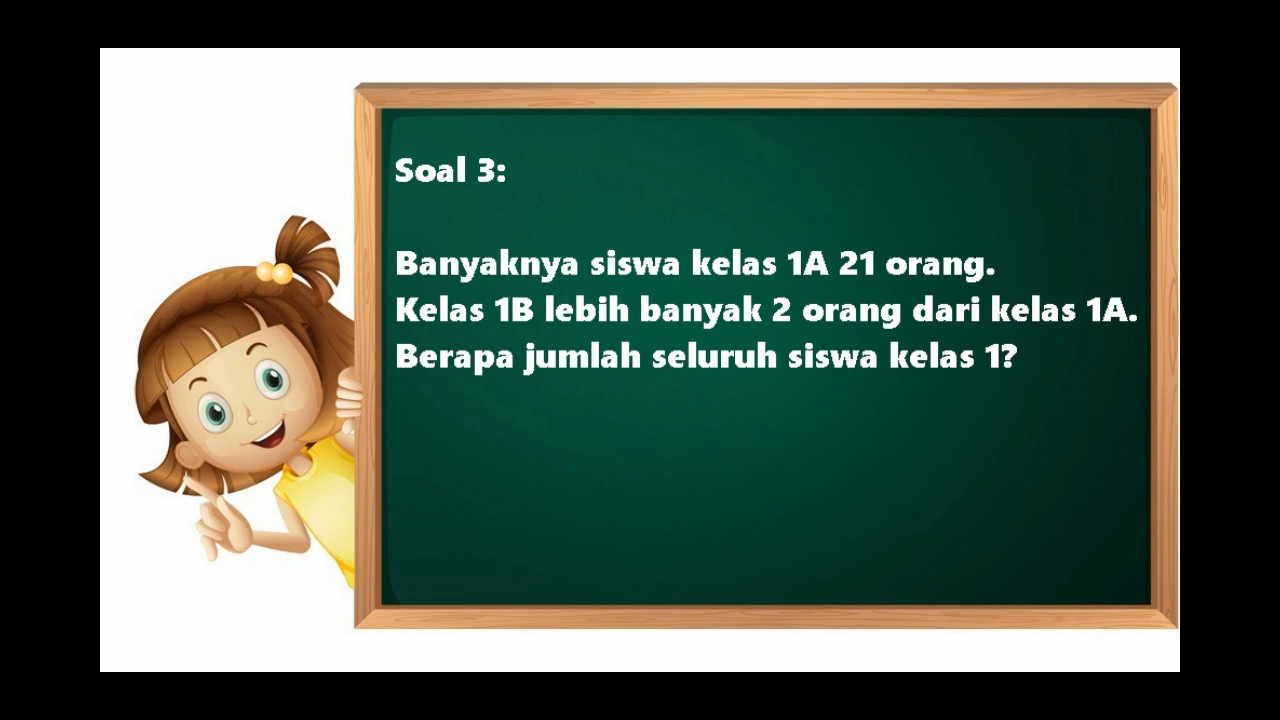 Soal 3:
Banyaknya siswa kelas 1A 21 orang.
Kelas 1B lebih banyak 2 orang dari kelas 1A.
Berapa jumlah seluruh siswa kelas 1?